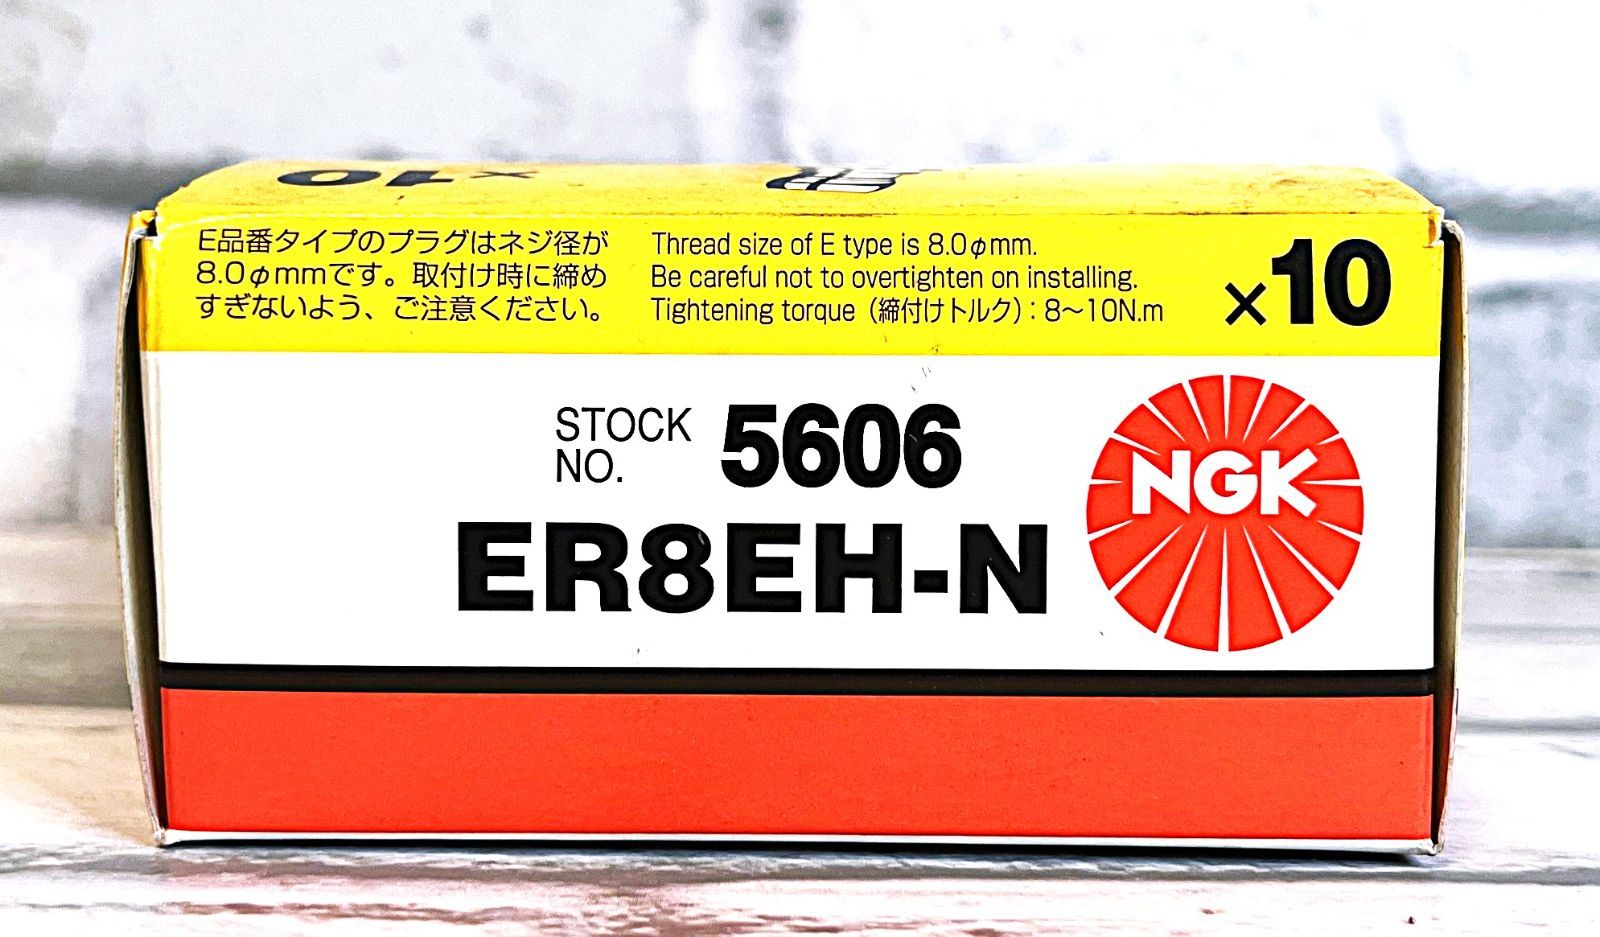 ×10
E品番タイプのプラグはネジ径が
8.0φmmです。取付け時に締め
すぎないよう、ご注意ください。
Thread size of E type is 8.0φmm.
Be careful not to overtighten on installing.
Tightening torque（締付けトルク）：8～10N.m
×10
STOCK
NO.
5606
ER8EH-N
NGK